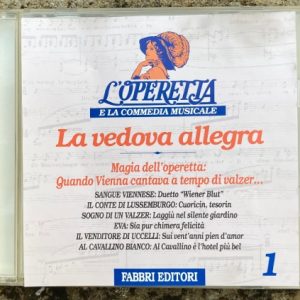 L'OPERETTA
E LA COMMEDIA MUSICALE
La vedova allegra
Magia dell'operetta:
Quando Vienna cantava a tempo di valzer...
SANGUE VIENNESE: Duetto "Wiener Blut"
IL CONTE DI LUSSEMBURGO: Cuoricin, tesorin
SOGNO DI UN VALZER: Laggiù nel silente giardino
EVA: Sia pur chimera felicità
IL VENDITORE DI UCCELLI: Sui vent'anni pien d'amor
AL CAVALLINO BIANCO: Al Cavallino è l'hotel più bel
FABBRI EDITORI
1